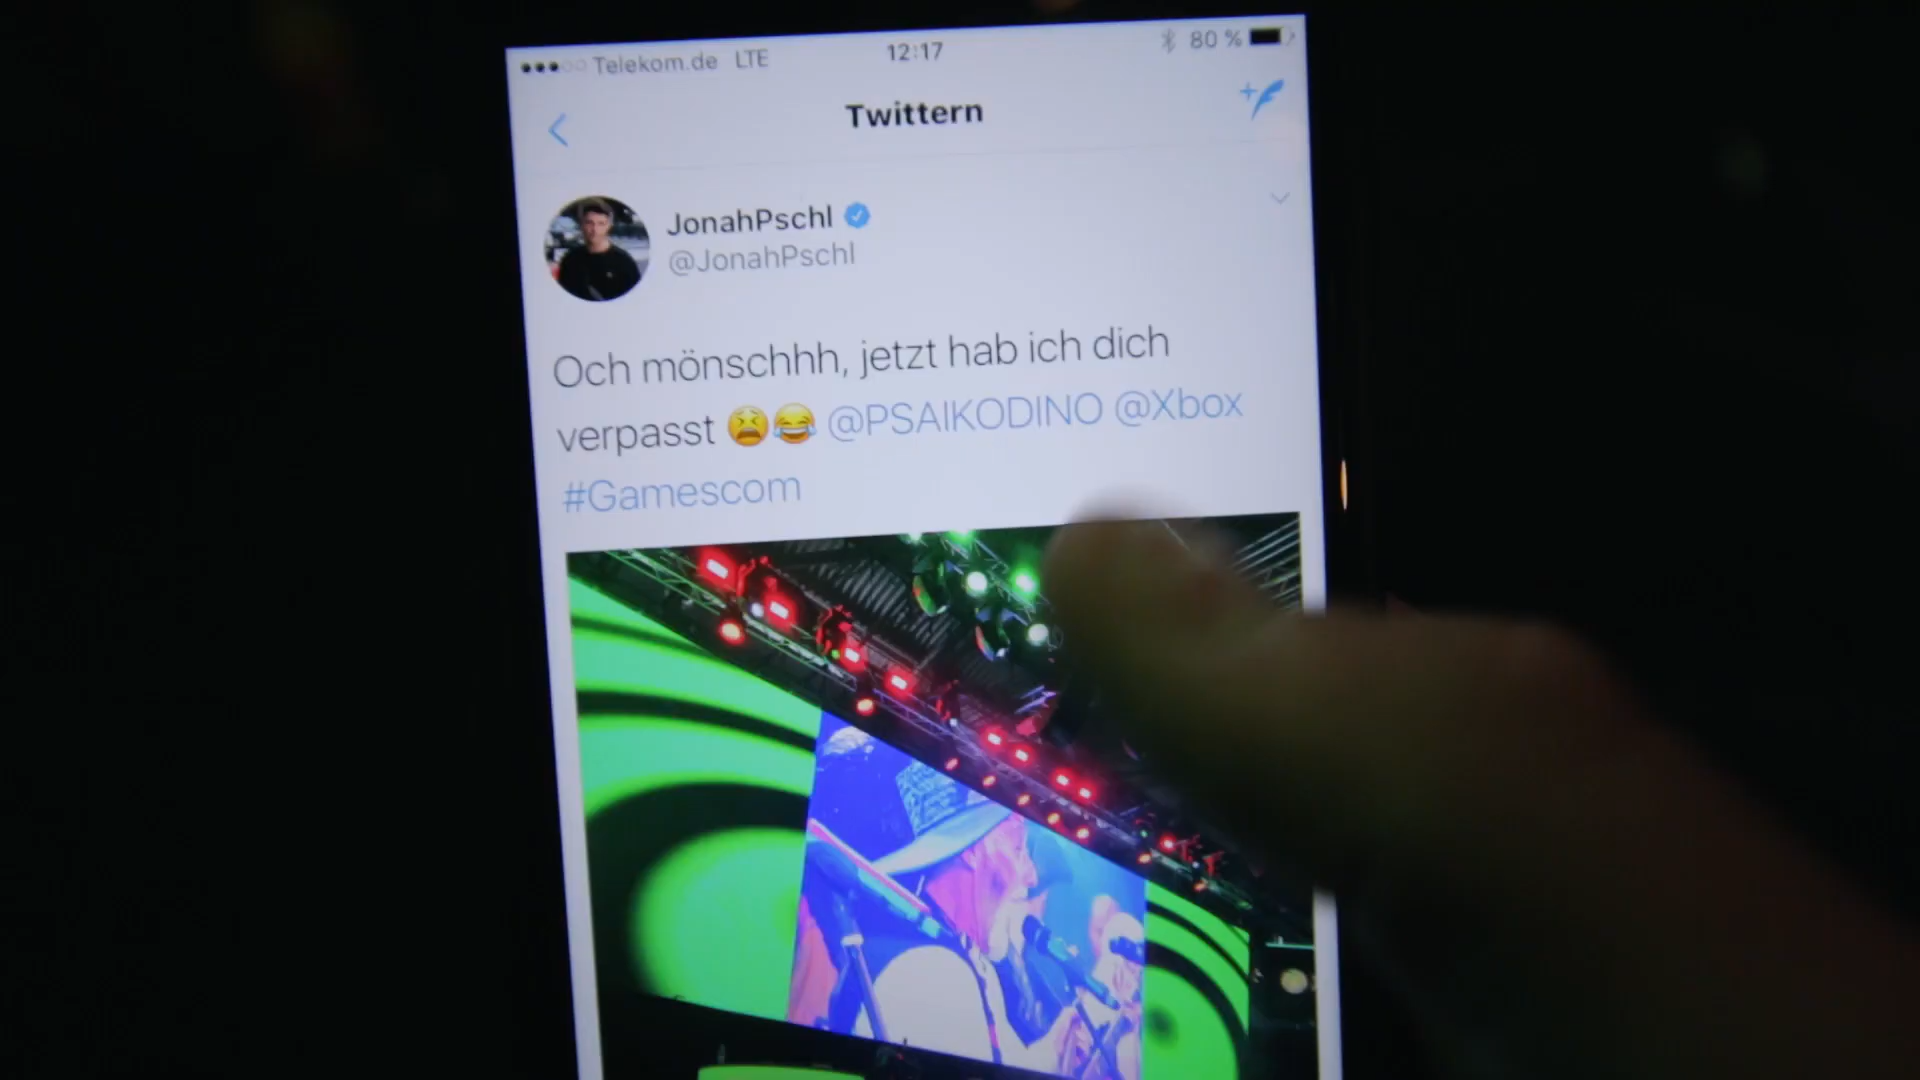 Telekom.de LTE 12:17 80 %
Twittern
JonahPschl
@JonahPschl
Och mönschhh, jetzt hab ich dich
verpasst 😫😂 @PSAIKODINO @Xbox
#Gamescom